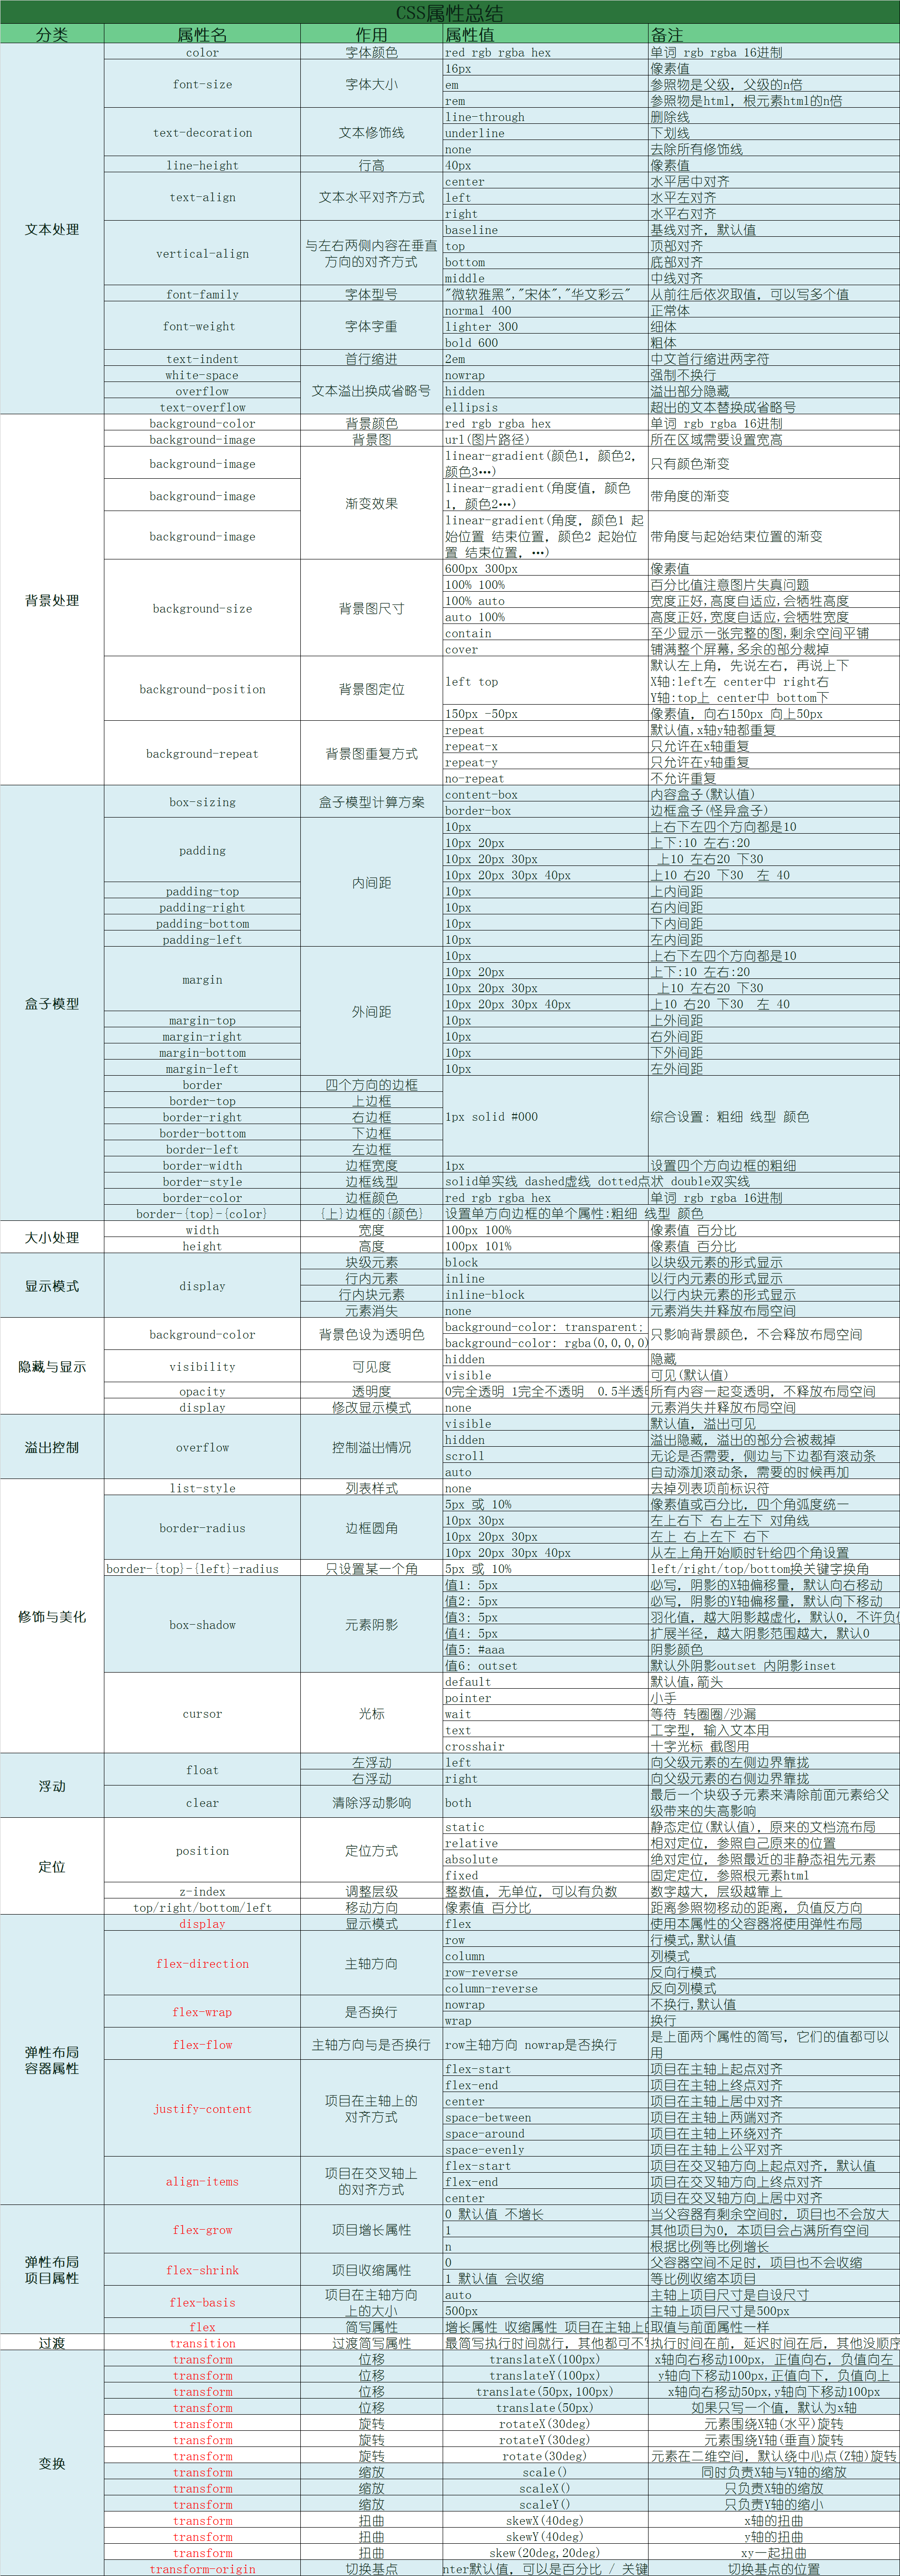 CSS属性总结
分类 属性名 作用 属性值 备注
文本处理 color 字体颜色 red rgb rgba hex 单词 rgb rgba 16进制
font-size 字体大小 16px 像素值
em 参照物是父级，父级的n倍
rem 参照物是html，根元素html的n倍
text-decoration 文本修饰线 line-through 删除线
underline 下划线
none 去除所有修饰线
line-height 行高 40px 像素值
text-align 文本水平对齐方式 center 水平居中对齐
left 水平左对齐
right 水平右对齐
vertical-align 与左右两侧内容在垂直 baseline 基线对齐，默认值
方向的对齐方式 top 顶部对齐
bottom 底部对齐
middle 中线对齐
font-family 字体型号 "微软雅黑","宋体","华文彩云" 从前往后依次取值，可以写多个值
font-weight 字体字重 normal 400 正常体
lighter 300 细体
bold 600 粗体
text-indent 首行缩进 2em 中文首行缩进两字符
white-space 文本溢出换成省略号 nowrap 强制不换行
overflow hidden 溢出部分隐藏
text-overflow ellipsis 超出的文本替换成省略号
背景处理 background-color 背景颜色 red rgb rgba hex 单词 rgb rgba 16进制
background-image 背景图 url(图片路径) 所在区域需要设置宽高
background-image 渐变效果 linear-gradient(颜色1，颜色2，
颜色3…) 只有颜色渐变
background-image linear-gradient(角度值，颜色
1，颜色2…) 带角度的渐变
background-image linear-gradient(角度，颜色1 起
始位置 结束位置，颜色2 起始位
置 结束位置，…) 带角度与起始结束位置的渐变
background-size 背景图尺寸 600px 300px 像素值
100% 100% 百分比值注意图片失真问题
100% auto 宽度正好,高度自适应,会牺牲高度
auto 100% 高度正好,宽度自适应,会牺牲宽度
contain 至少显示一张完整的图,剩余空间平铺
cover 铺满整个屏幕,多余的部分裁掉
background-position 背景图定位 left top 默认左上角，先说左右，再说上下
X轴:left左 center中 right右
Y轴:top上 center中 bottom下
150px -50px 像素值，向右150px 向上50px
background-repeat 背景图重复方式 repeat 默认值,x轴y轴都重复
repeat-x 只允许在x轴重复
repeat-y 只允许在y轴重复
no-repeat 不允许重复
盒子模型 box-sizing 盒子模型计算方案 content-box 内容盒子(默认值)
border-box 边框盒子(怪异盒子)
padding 内间距 10px 上右下左四个方向都是10
10px 20px 上下:10 左右:20
10px 20px 30px 上10 左右20 下30
10px 20px 30px 40px 上10 右20 下30 左 40
padding-top 10px 上内间距
padding-right 10px 右内间距
padding-bottom 10px 下内间距
padding-left 10px 左内间距
margin 外间距 10px 上右下左四个方向都是10
10px 20px 上下:10 左右:20
10px 20px 30px 上10 左右20 下30
10px 20px 30px 40px 上10 右20 下30 左 40
margin-top 10px 上外间距
margin-right 10px 右外间距
margin-bottom 10px 下外间距
margin-left 10px 左外间距
border 四个方向的边框 1px solid #000 综合设置: 粗细 线型 颜色
border-top 上边框
border-right 右边框
border-bottom 下边框
border-left 左边框
border-width 边框宽度 1px 设置四个方向边框的粗细
border-style 边框线型 solid单实线 dashed虚线 dotted点状 double双实线
border-color 边框颜色 red rgb rgba hex 单词 rgb rgba 16进制
border-{top}-{color} {上}边框的{颜色} 设置单方向边框的单个属性:粗细 线型 颜色
大小处理 width 宽度 100px 100% 像素值 百分比
height 高度 100px 101% 像素值 百分比
显示模式 display 块级元素 block 以块级元素的形式显示
行内元素 inline 以行内元素的形式显示
行内块元素 inline-block 以行内块元素的形式显示
元素消失 none 元素消失并释放布局空间
隐藏与显示 background-color 背景色设为透明色 background-color: transparent; 只影响背景颜色，不会释放布局空间
background-color: rgba(0,0,0,0)
visibility 可见度 hidden 隐藏
visible 可见(默认值)
opacity 透明度 0完全透明 1完全不透明 0.5半透 所有内容一起变透明，不释放布局空间
display 修改显示模式 none 元素消失并释放布局空间
溢出控制 overflow 控制溢出情况 visible 默认值，溢出可见
hidden 溢出隐藏，溢出的部分会被裁掉
scroll 无论是否需要，侧边与下边都有滚动条
auto 自动添加滚动条，需要的时候再加
修饰与美化 list-style 列表样式 none 去掉列表项前标识符
border-radius 边框圆角 5px 或 10% 像素值或百分比，四个角弧度统一
10px 30px 左上右下 右上左下 对角线
10px 20px 30px 左上 右上左下 右下
10px 20px 30px 40px 从左上角开始顺时针给四个角设置
border-{top}-{left}-radius 只设置某一个角 5px 或 10% left/right/top/bottom换关键字换角
box-shadow 元素阴影 值1: 5px 必写，阴影的X轴偏移量，默认向右移动
值2: 5px 必写，阴影的Y轴偏移量，默认向下移动
值3: 5px 羽化值，越大阴影越虚化，默认0，不许负
值4: 5px 扩展半径，越大阴影范围越大，默认0
值5: #aaa 阴影颜色
值6: outset 默认外阴影outset 内阴影inset
cursor 光标 default 默认值,箭头
pointer 小手
wait 等待 转圈圈/沙漏
text 工字型，输入文本用
crosshair 十字光标 截图用
浮动 float 左浮动 left 向父级元素的左侧边界靠拢
右浮动 right 向父级元素的右侧边界靠拢
clear 清除浮动影响 both 最后一个块级子元素来清除前面元素给父
级带来的失高影响
定位 position 定位方式 static 静态定位(默认值)，原来的文档流布局
relative 相对定位，参照自己原来的位置
absolute 绝对定位，参照最近的非静态祖先元素
fixed 固定定位，参照根元素html
z-index 调整层级 整数值，无单位，可以有负数 数字越大，层级越靠上
top/right/bottom/left 移动方向 像素值 百分比 距离参照物移动的距离，负值反方向
弹性布局
容器属性 display 显示模式 flex 使用本属性的父容器将使用弹性布局
flex-direction 主轴方向 row 行模式,默认值
column 列模式
row-reverse 反向行模式
column-reverse 反向列模式
flex-wrap 是否换行 nowrap 不换行,默认值
wrap 换行
flex-flow 主轴方向与是否换行 row主轴方向 nowrap是否换行 是上面两个属性的简写，它们的值都可以
用
justify-content 项目在主轴上的
对齐方式 flex-start 项目在主轴上起点对齐
flex-end 项目在主轴上终点对齐
center 项目在主轴上居中对齐
space-between 项目在主轴上两端对齐
space-around 项目在主轴上环绕对齐
space-evenly 项目在主轴上公平对齐
align-items 项目在交叉轴上
的对齐方式 flex-start 项目在交叉轴方向上起点对齐，默认值
flex-end 项目在交叉轴方向上终点对齐
center 项目在交叉轴方向上居中对齐
弹性布局
项目属性 flex-grow 项目增长属性 0 默认值 不增长 当父容器有剩余空间时，项目也不会放大
1 其他项目为0，本项目会占满所有空间
n 根据比例等比例增长
flex-shrink 项目收缩属性 0 父容器空间不足时，项目也不会收缩
1 默认值 会收缩 等比例收缩本项目
flex-basis 项目在主轴方向
上的大小 auto 主轴上项目尺寸是自设尺寸
500px 主轴上项目尺寸是500px
flex 简写属性 增长属性 收缩属性 项目在主轴上 取值与前面属性一样
过渡 transition 过渡简写属性 最简写执行时间就行，其他都可不 执行时间在前，延迟时间在后，其他没顺序
变换 transform 位移 translateX(100px) x轴向右移动100px, 正值向右，负值向左
transform 位移 translateY(100px) y轴向下移动100px,正值向下，负值向上
transform 位移 translate(50px,100px) x轴向右移动50px,y轴向下移动100px
transform 位移 translate(50px) 如果只写一个值，默认为x轴
transform 旋转 rotateX(30deg) 元素围绕X轴(水平)旋转
transform 旋转 rotateY(30deg) 元素围绕Y轴(垂直)旋转
transform 旋转 rotate(30deg) 元素在二维空间，默认绕中心点(Z轴)旋转
transform 缩放 scale() 同时负责X轴与Y轴的缩放
transform 缩放 scaleX() 只负责X轴的缩放
transform 缩放 scaleY() 只负责Y轴的缩小
transform 扭曲 skewX(40deg) x轴的扭曲
transform 扭曲 skewY(40deg) y轴的扭曲
transform 扭曲 skew(20deg,20deg) xy一起扭曲
transform-origin 切换基点 nter默认值，可以是百分比 / 关键 切换基点的位置